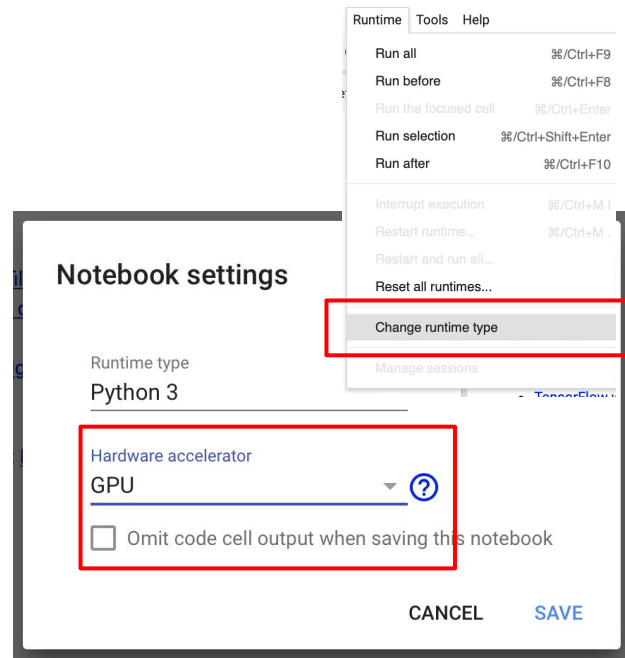 Runtime Tools Help
Run all ⌘/Ctrl+F9
Run before ⌘/Ctrl+F8
Run the focused cell ⌘/Ctrl+Enter
Run selection ⌘/Ctrl+Shift+Enter
Run after ⌘/Ctrl+F10
Interrupt execution ⌘/Ctrl+M I
Restart runtime... ⌘/Ctrl+M .
Restart and run all...
Reset all runtimes...
Change runtime type
Manage sessions
Notebook settings
Runtime type
Python 3
Hardware accelerator
GPU
?
Omit code cell output when saving this notebook
CANCEL SAVE